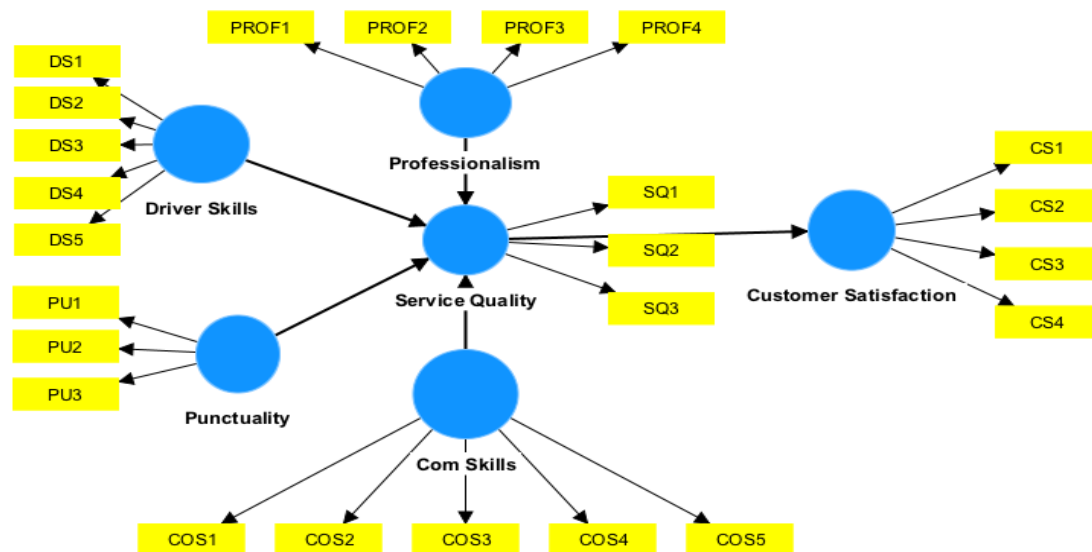 PROF1
PROF2
PROF3
PROF4
DS1
DS2
DS3
DS4
DS5
Driver Skills
Professionalism
SQ1
SQ2
SQ3
Service Quality
CS1
CS2
CS3
CS4
Customer Satisfaction
PU1
PU2
PU3
Punctuality
Com Skills
COS1
COS2
COS3
COS4
COS5